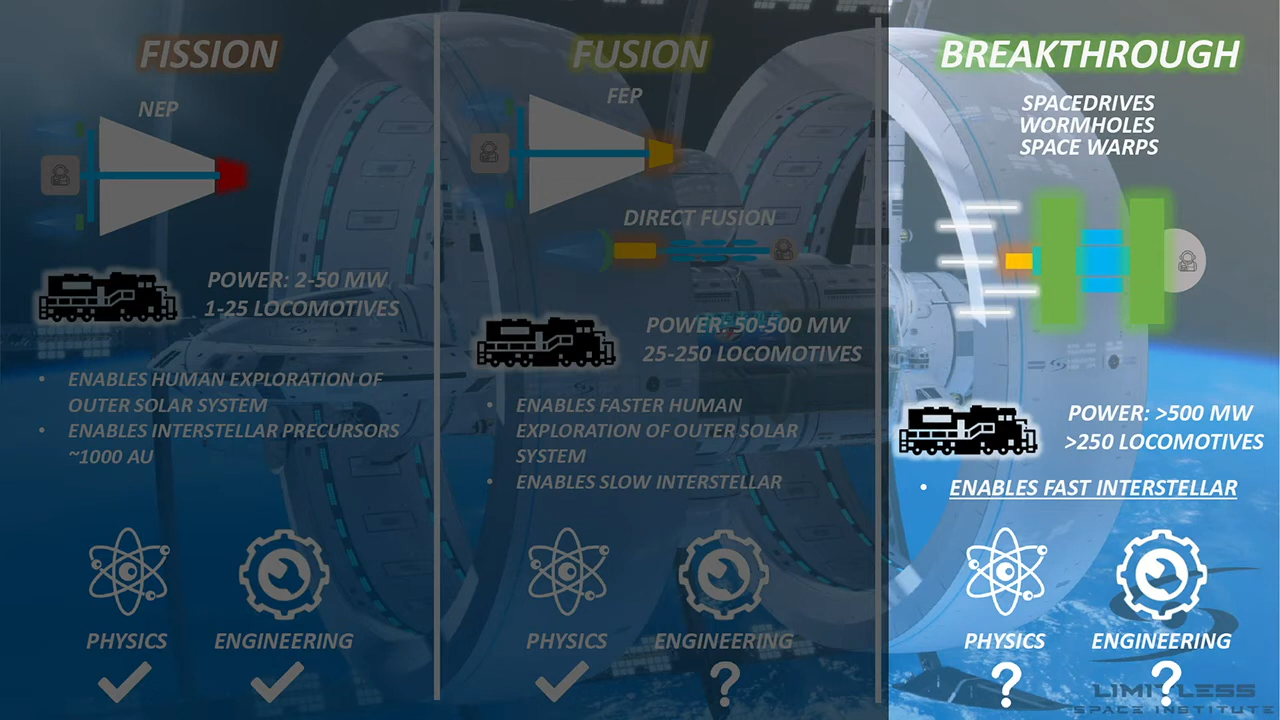 FISSION
NEP
POWER: 2-50 MW
1-25 LOCOMOTIVES
• ENABLES HUMAN EXPLORATION OF
OUTER SOLAR SYSTEM
• ENABLES INTERSTELLAR PRECURSORS
~1000 AU
PHYSICS
ENGINEERING
FUSION
FEP
DIRECT FUSION
POWER: 50-500 MW
25-250 LOCOMOTIVES
• ENABLES FASTER HUMAN
EXPLORATION OF OUTER SOLAR
SYSTEM
• ENABLES SLOW INTERSTELLAR
PHYSICS
ENGINEERING
?
BREAKTHROUGH
SPACEDRIVES
WORMHOLES
SPACE WARPS
POWER: >500 MW
>250 LOCOMOTIVES
• ENABLES FAST INTERSTELLAR
PHYSICS
ENGINEERING
?
?
LIMITLESS
SPACE INSTITUTE